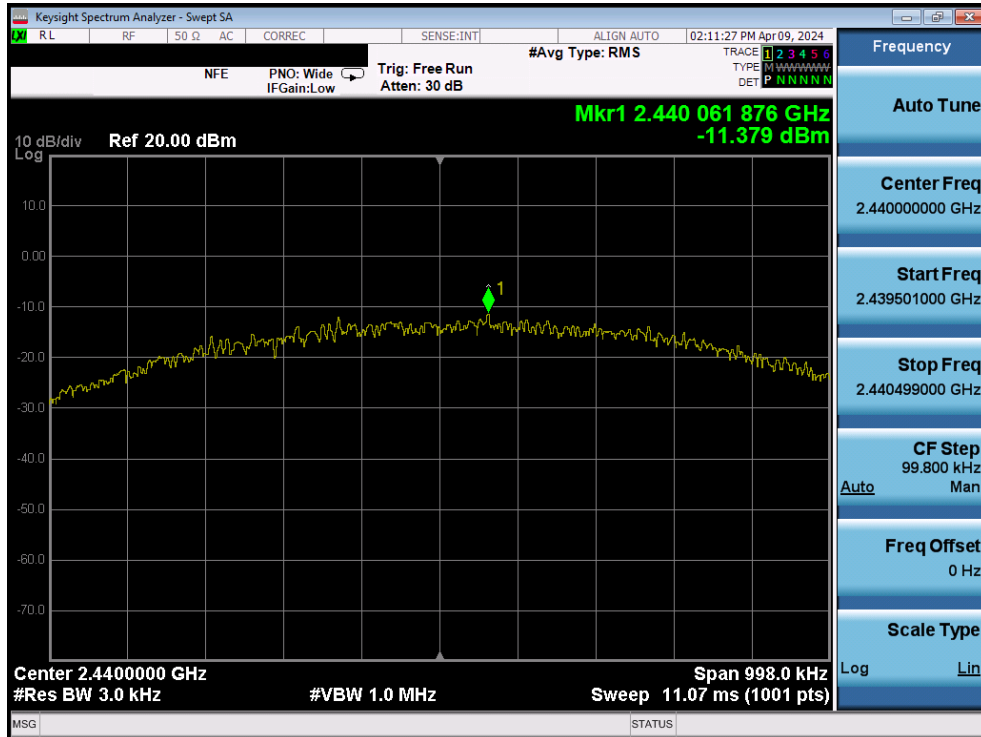 Keysight Spectrum Analyzer - Swept SA
LXI RL RF 50 Ω AC CORREC SENSE:INT ALIGN AUTO 02:11:27 PM Apr 09, 2024
#Avg Type: RMS TRACE 1 2 3 4 5 6
NFE PNO: Wide Trig: Free Run TYPE M W W W W W
IFGain:Low Atten: 30 dB DET P N N N N N
Mkr1 2.440 061 876 GHz
-11.379 dBm
10 dB/div Ref 20.00 dBm
Log
10.0
0.00
1
-10.0
-20.0
-30.0
-40.0
-50.0
-60.0
-70.0
Center 2.4400000 GHz Span 998.0 kHz
#Res BW 3.0 kHz #VBW 1.0 MHz Sweep 11.07 ms (1001 pts)
MSG STATUS
Frequency
Auto Tune
Center Freq
2.440000000 GHz
Start Freq
2.439501000 GHz
Stop Freq
2.440499000 GHz
CF Step
99.800 kHz
Auto Man
Freq Offset
0 Hz
Scale Type
Log Lin